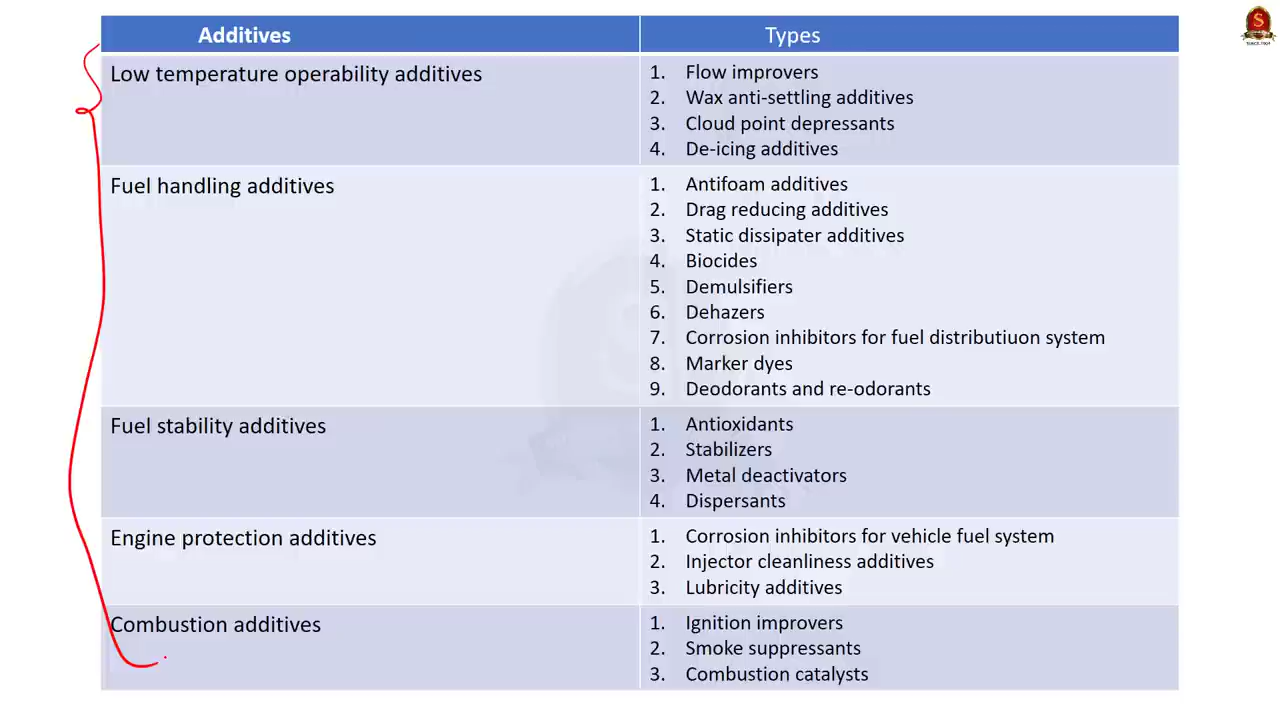 Additives Types
Low temperature operability additives
1. Flow improvers
2. Wax anti-settling additives
3. Cloud point depressants
4. De-icing additives
Fuel handling additives
1. Antifoam additives
2. Drag reducing additives
3. Static dissipater additives
4. Biocides
5. Demulsifiers
6. Dehazers
7. Corrosion inhibitors for fuel distributiuon system
8. Marker dyes
9. Deodorants and re-odorants
Fuel stability additives
1. Antioxidants
2. Stabilizers
3. Metal deactivators
4. Dispersants
Engine protection additives
1. Corrosion inhibitors for vehicle fuel system
2. Injector cleanliness additives
3. Lubricity additives
Combustion additives
1. Ignition improvers
2. Smoke suppressants
3. Combustion catalysts
S